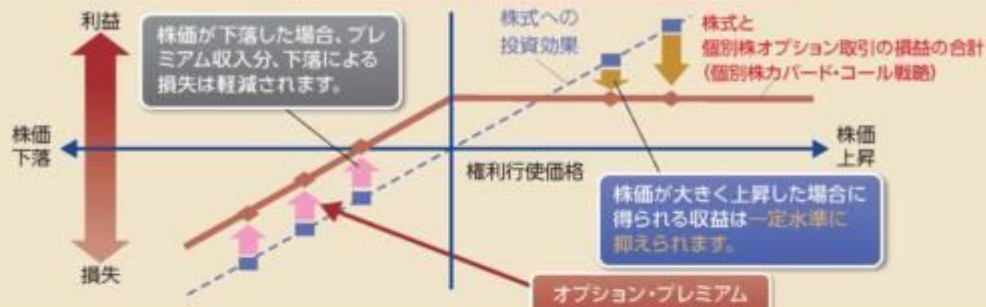 利益
株価が下落した場合、プレ
ミアム収入分、下落による
損失は軽減されます。
株式への
投資効果
株式と
個別株オプション取引の損益の合計
(個別株カバード・コール戦略)
株価
下落
株価
上昇
権利行使価格
株価が大きく上昇した場合に
得られる収益は一定水準に
抑えられます。
損失
オプション・プレミアム